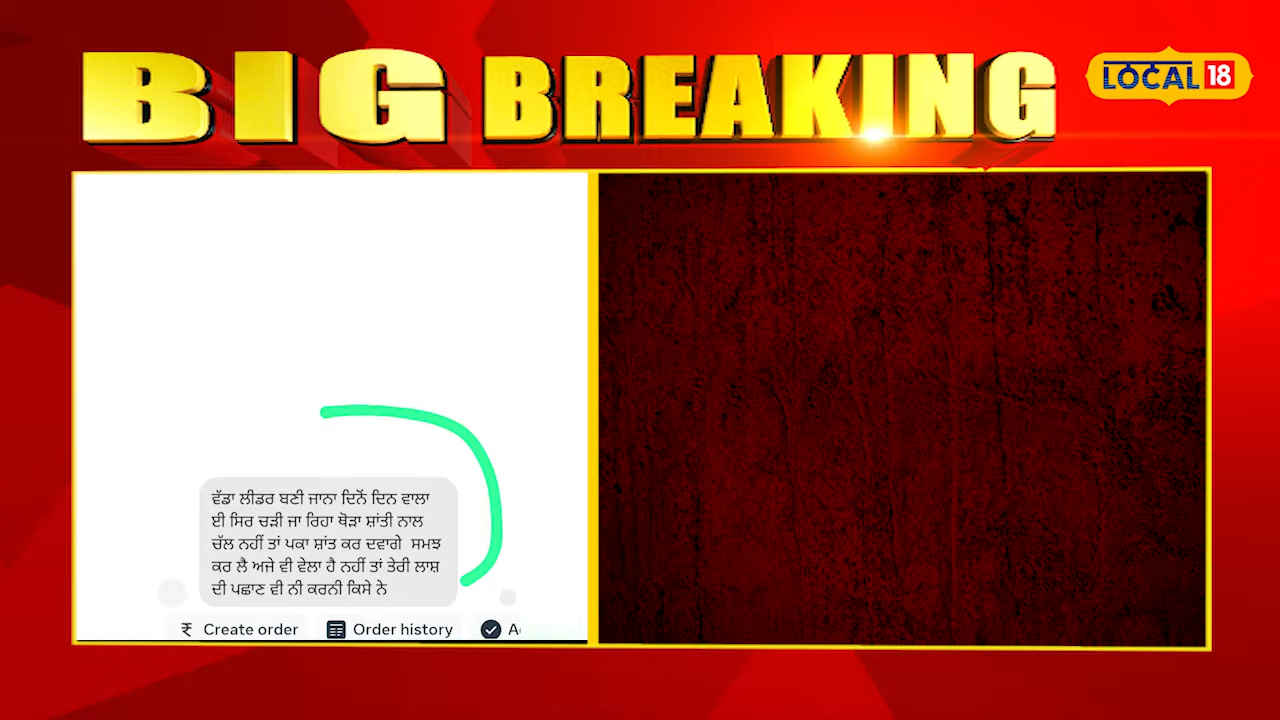 BIG BREAKING
LOCAL 18
ਵੱਡਾ ਲੀਡਰ ਬਣੀ ਜਾਨਾ ਦਿਨੋਂ ਦਿਨ ਵਾਲਾ
ਈ ਸਿਰ ਚੜੀ ਜਾ ਰਿਹਾ ਥੋੜਾ ਸ਼ਾਂਤੀ ਨਾਲ
ਚੱਲ ਨਹੀਂ ਤਾਂ ਪਕਾ ਸ਼ਾਂਤ ਕਰ ਦਵਾਗੇ ਸਮਝ
ਕਰ ਲੈ ਅਜੇ ਵੀ ਵੇਲਾ ਹੈ ਨਹੀਂ ਤਾਂ ਤੇਰੀ ਲਾਸ਼
ਦੀ ਪਛਾਣ ਵੀ ਨੀ ਕਰਨੀ ਕਿਸੇ ਨੇ
₹ Create order Order history